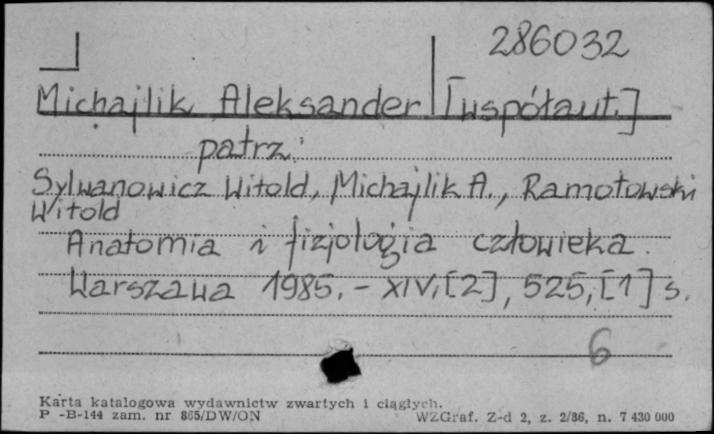 286032
Michajlik Aleksander [współaut.]
patrz:
Sylwanowicz Witold, Michajlik A., Ramotowski
Witold
Anatomia i fizjologia człowieka.
Warszawa 1985. - XIV, [2], 525, [1] s.
6
Karta katalogowa wydawnictw zwartych i ciągłych.
P -B-144 zam. nr 865/DW/ON WZGraf. Z-d 2, z. 2/86, n. 7 430 000